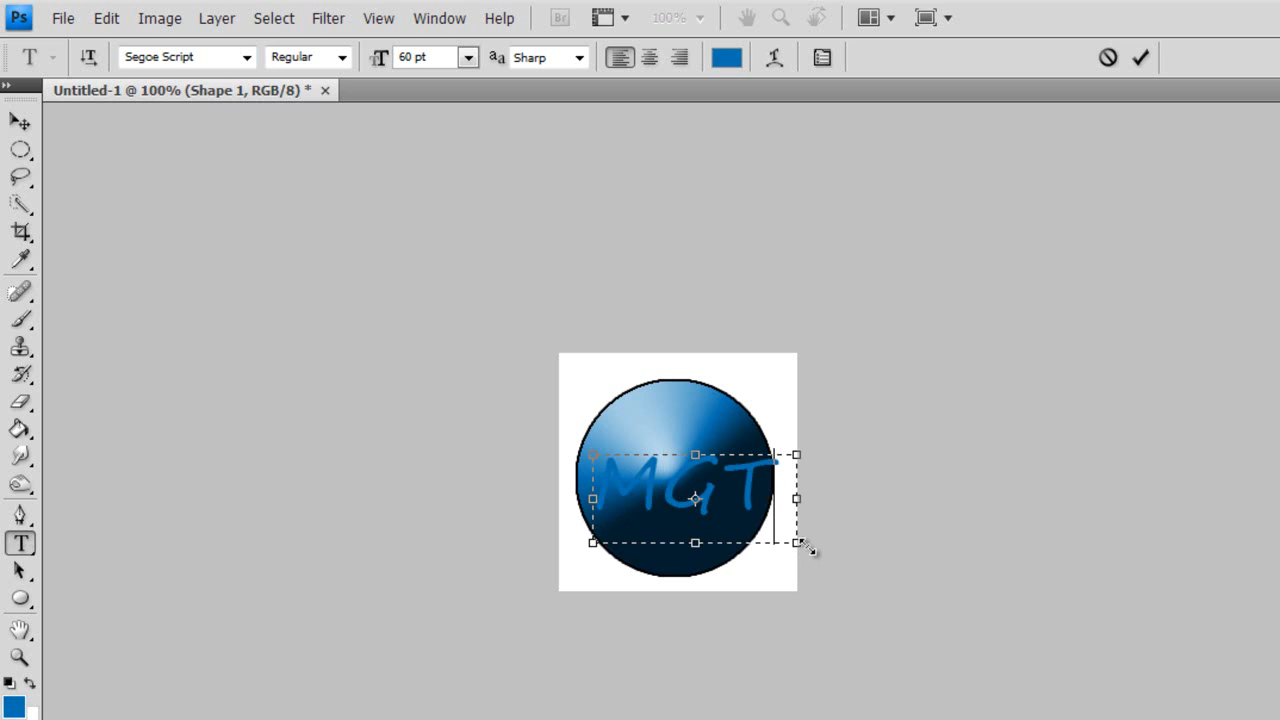 Ps File Edit Image Layer Select Filter View Window Help Br 100%
T Segoe Script Regular 60 pt aa Sharp
Untitled-1 @ 100% (Shape 1, RGB/8) * ×
MGT
T